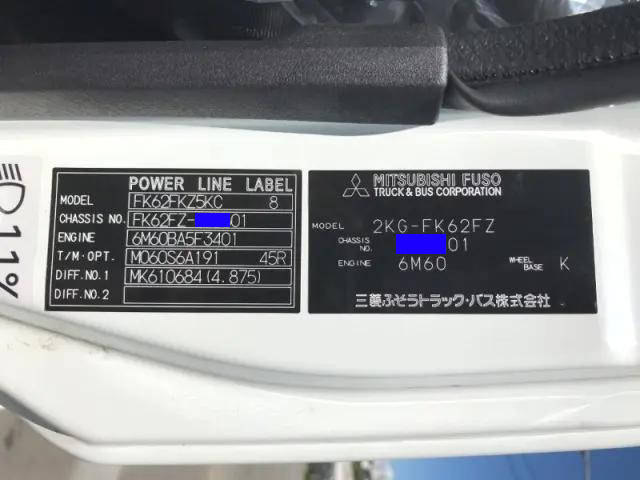 POWER LINE LABEL
MODEL FK62FKZ5KC 8
CHASSIS NO. FK62FZ- 01
ENGINE 6M60BA5F3401
T/M·OPT. M060S6A191 45R
DIFF.NO.1 MK610684(4.875)
DIFF.NO.2
MITSUBISHI FUSO
TRUCK & BUS CORPORATION
MODEL 2KG-FK62FZ
CHASSIS NO. 01
ENGINE 6M60 WHEEL BASE K
三菱ふそうトラック・バス株式会社
11%